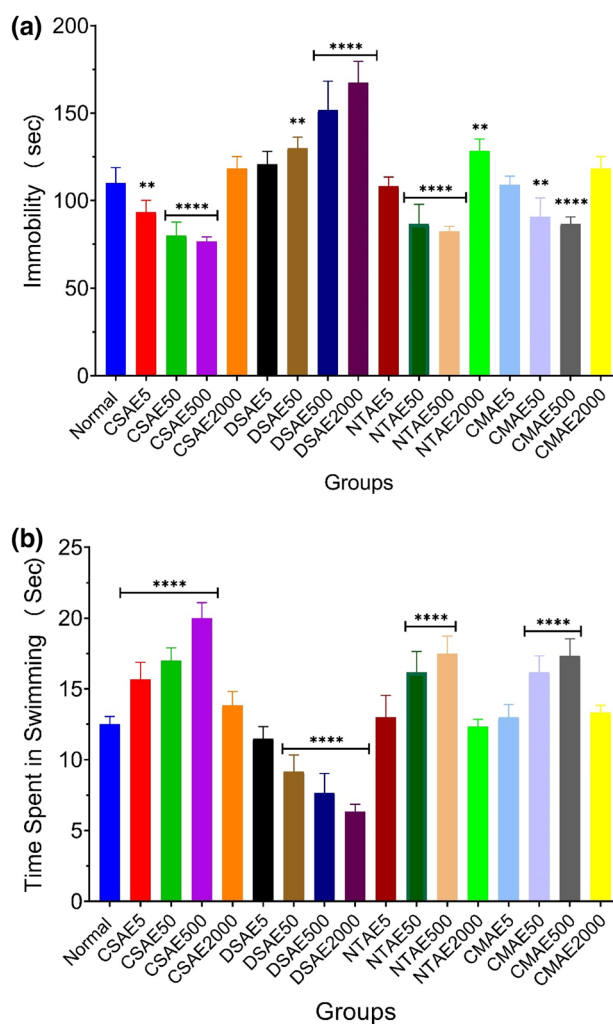 (a)
200
150
100
50
0
Immobility ( sec)
**
****
**
****
****
**
**
****
Normal
CSAE5
CSAE50
CSAE500
CSAE2000
DSAE5
DSAE50
DSAE500
DSAE2000
NTAE5
NTAE50
NTAE500
NTAE2000
CMAE5
CMAE50
CMAE500
CMAE2000
Groups
(b)
25
20
15
10
5
0
Time Spent in Swimming ( Sec)
****
****
****
****
Normal
CSAE5
CSAE50
CSAE500
CSAE2000
DSAE5
DSAE50
DSAE500
DSAE2000
NTAE5
NTAE50
NTAE500
NTAE2000
CMAE5
CMAE50
CMAE500
CMAE2000
Groups